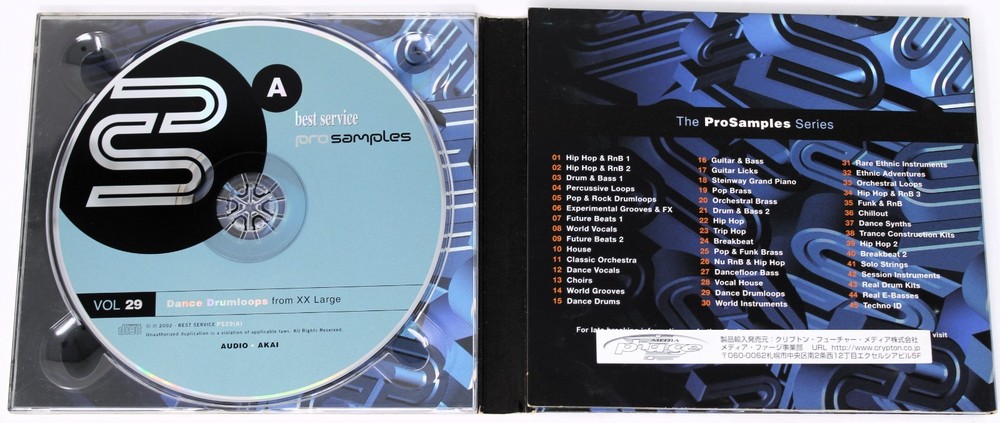 A
best service
prosamples
VOL 29
Dance Drumloops from XX Large
℗ © 2002 - BEST SERVICE PS29(A)
Unauthorized duplication is a violation of applicable laws. All Rights Reserved.
AUDIO • AKAI
The ProSamples Series
01 Hip Hop & RnB 1
02 Hip Hop & RnB 2
03 Drum & Bass 1
04 Percussive Loops
05 Pop & Rock Drumloops
06 Experimental Grooves & FX
07 Future Beats 1
08 World Vocals
09 Future Beats 2
10 House
11 Classic Orchestra
12 Dance Vocals
13 Choirs
14 World Grooves
15 Dance Drums
16 Guitar & Bass
17 Guitar Licks
18 Steinway Grand Piano
19 Pop Brass
20 Orchestral Brass
21 Drum & Bass 2
22 Hip Hop
23 Trip Hop
24 Breakbeat
25 Pop & Funk Brass
26 Nu RnB & Hip Hop
27 Dancefloor Bass
28 Vocal House
29 Dance Drumloops
30 World Instruments
31 Rare Ethnic Instruments
32 Ethnic Adventures
33 Orchestral Loops
34 Hip Hop & RnB 3
35 Funk & RnB
36 Chillout
37 Dance Synths
38 Trance Construction Kits
39 Hip Hop 2
40 Breakbeat 2
41 Solo Strings
42 Session Instruments
43 Real Drum Kits
44 Real E-Basses
45 Techno ID
For late visit
MEDIA
phage
製品輸入発売元：クリプトン・フューチャー・メディア株式会社
メディア・ファージ事業部 URL http://www.crypton.co.jp
〒060-0062札幌市中央区南2条西12丁目エクセルシアビル5F